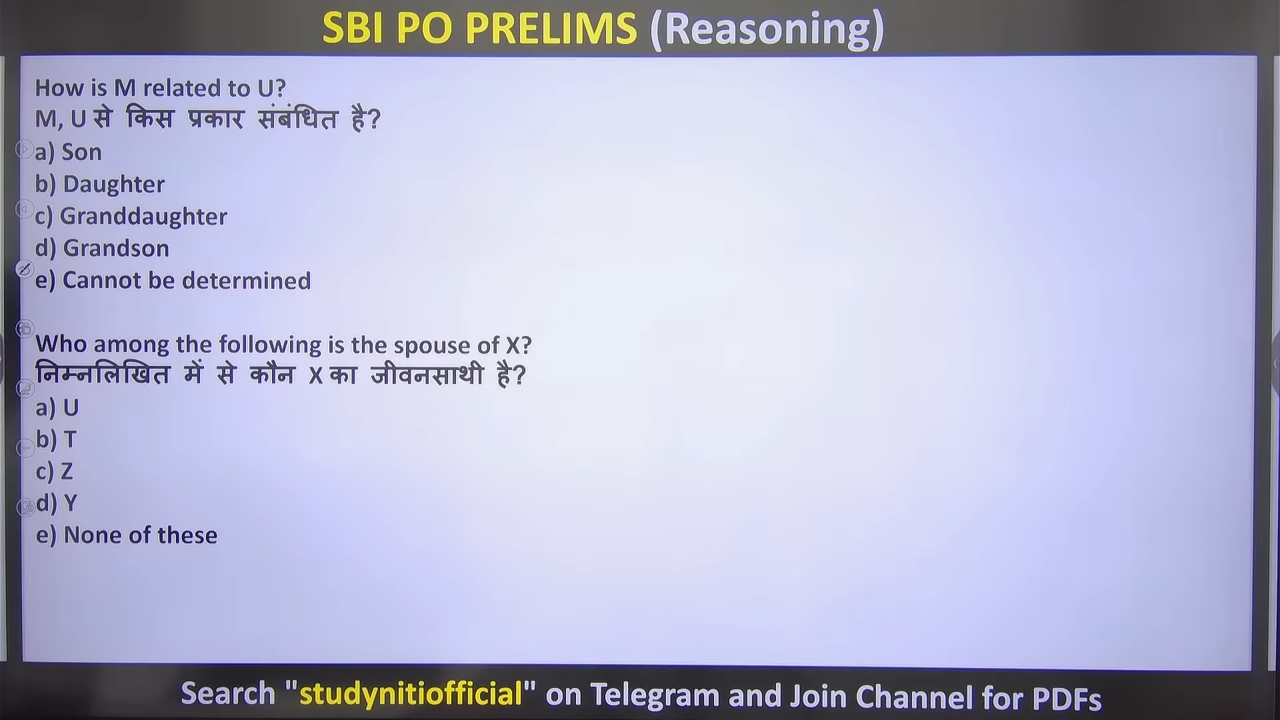 SBI PO PRELIMS (Reasoning)
How is M related to U?
M, U से किस प्रकार संबंधित है?
a) Son
b) Daughter
c) Granddaughter
d) Grandson
e) Cannot be determined
Who among the following is the spouse of X?
निम्नलिखित में से कौन X का जीवनसाथी है?
a) U
b) T
c) Z
d) Y
e) None of these
Search "studynitiofficial" on Telegram and Join Channel for PDFs